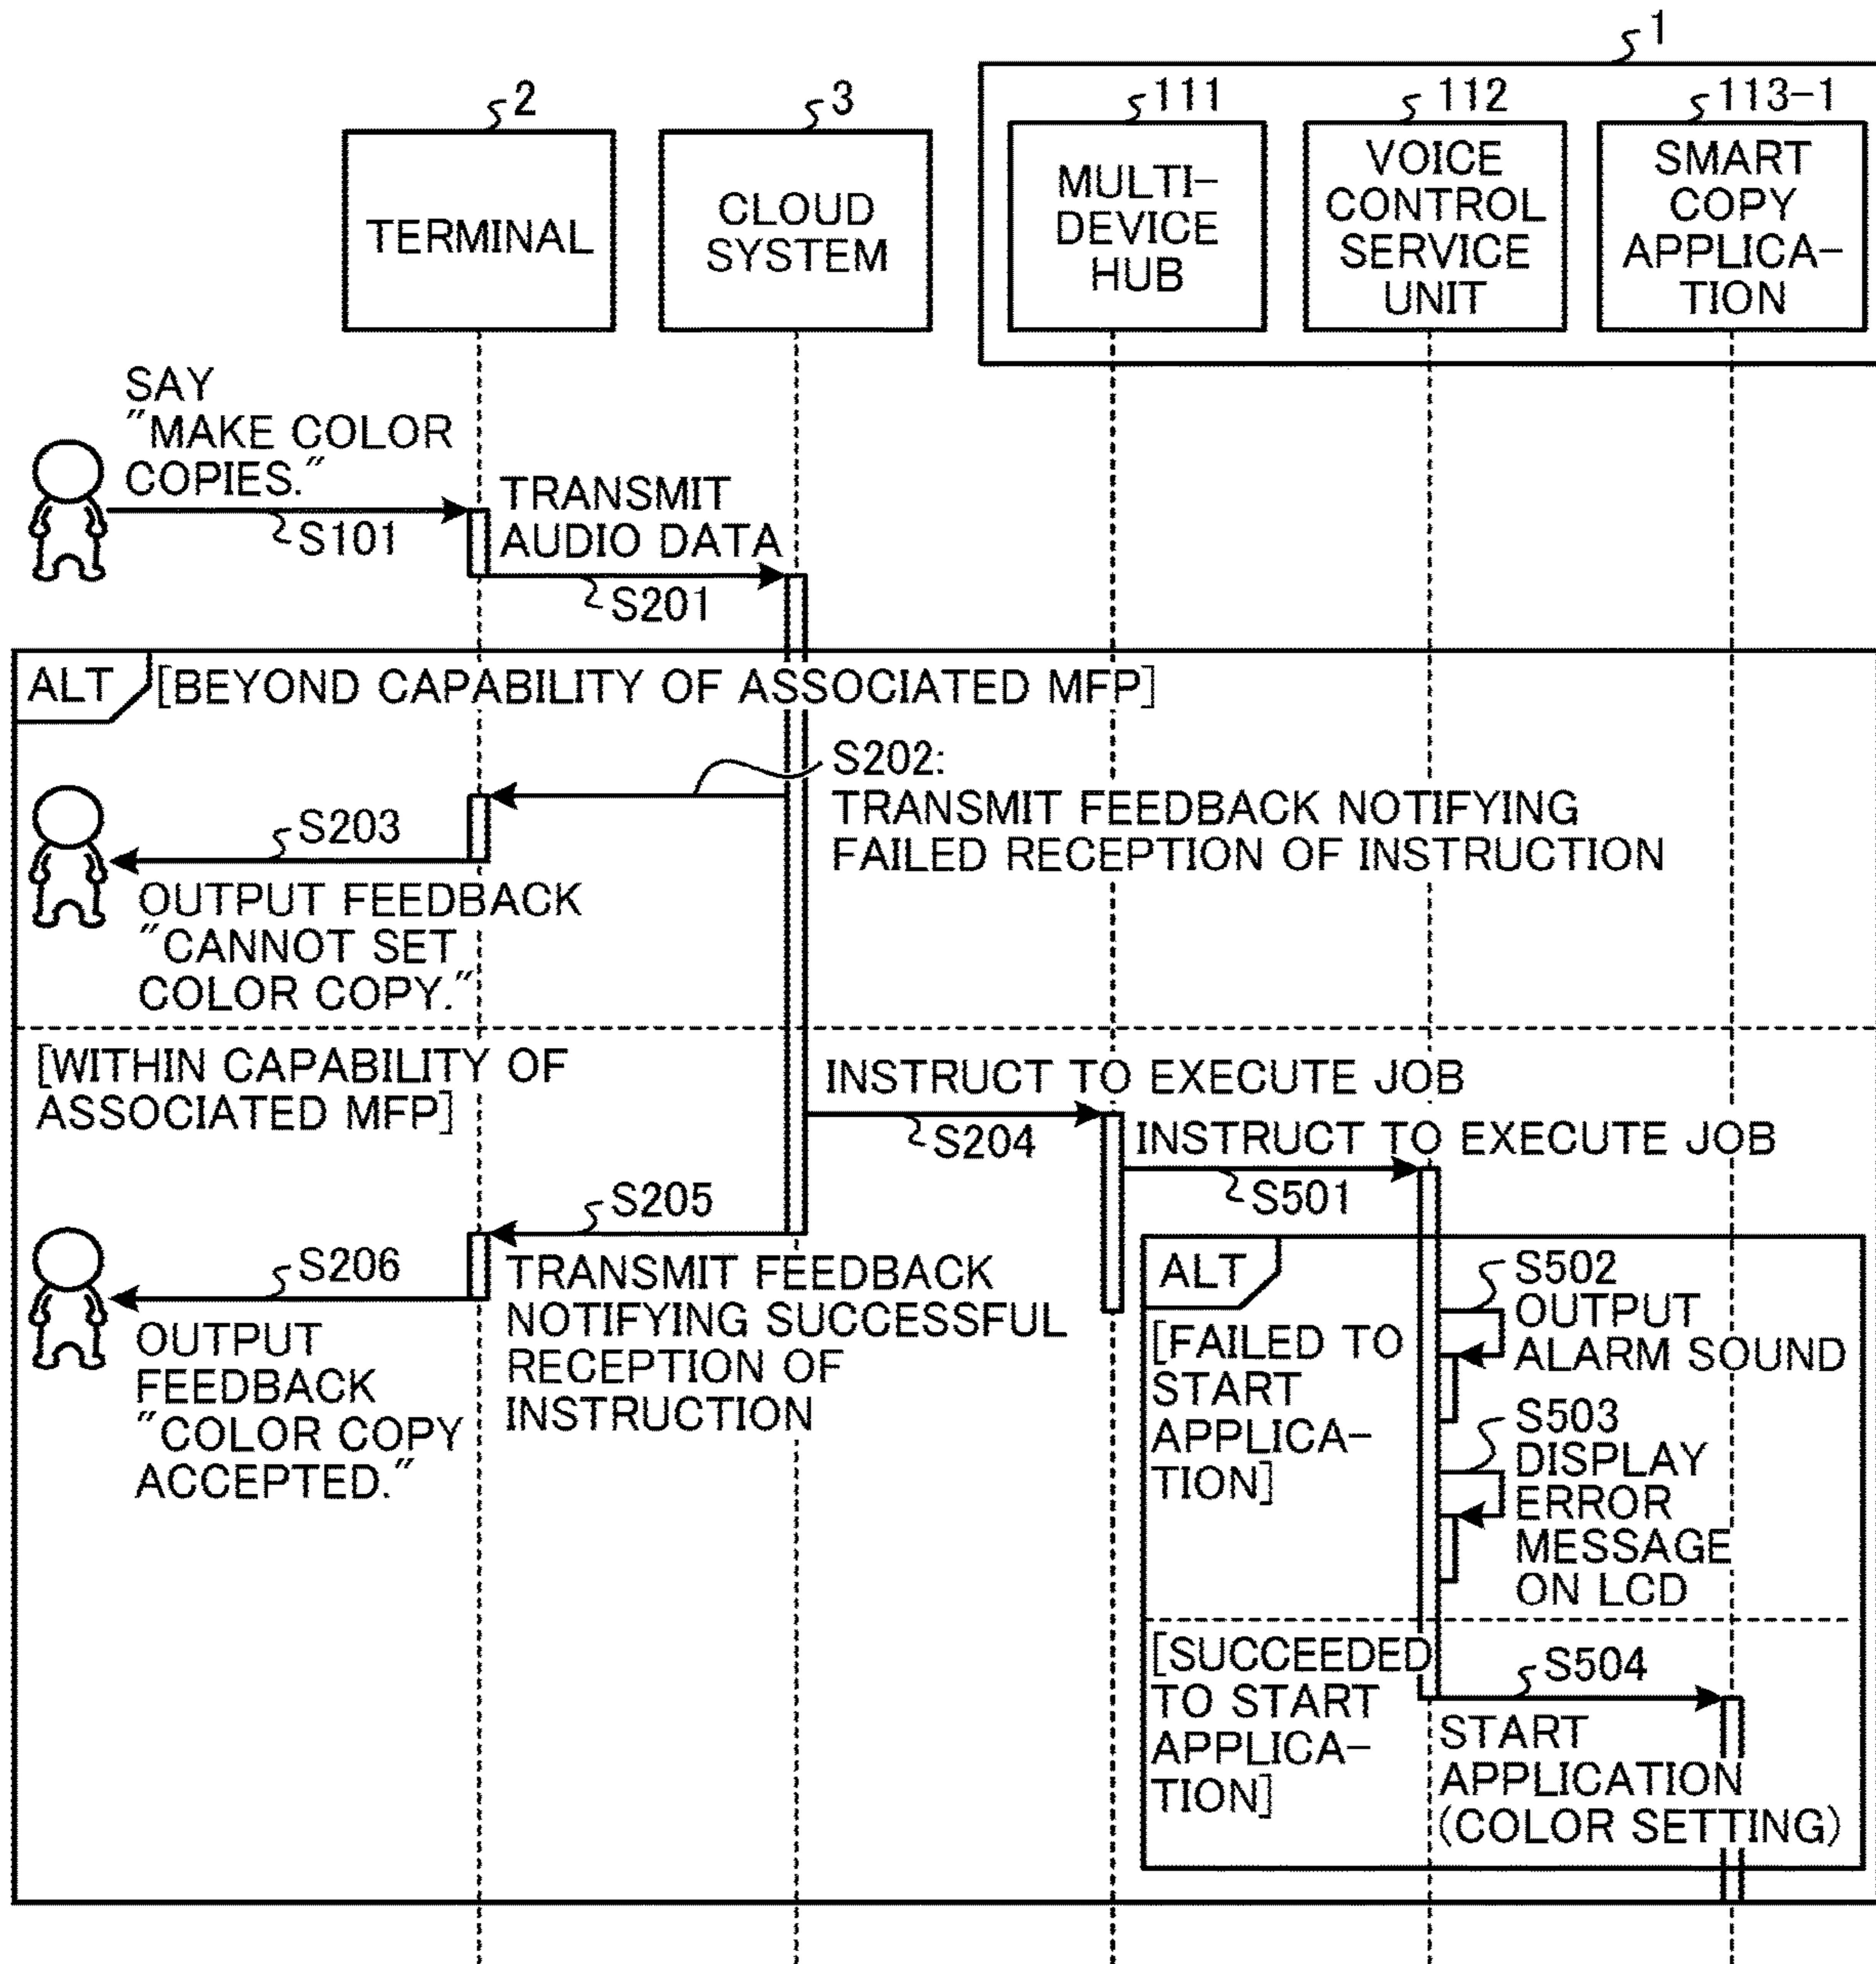 1
2
3
111
112
113-1
TERMINAL
CLOUD
SYSTEM
MULTI-
DEVICE
HUB
VOICE
CONTROL
SERVICE
UNIT
SMART
COPY
APPLICA-
TION
SAY
"MAKE COLOR
COPIES."
S101
TRANSMIT
AUDIO DATA
S201
ALT
[BEYOND CAPABILITY OF ASSOCIATED MFP]
S202:
TRANSMIT FEEDBACK NOTIFYING
FAILED RECEPTION OF INSTRUCTION
S203
OUTPUT FEEDBACK
"CANNOT SET
COLOR COPY."
[WITHIN CAPABILITY OF
ASSOCIATED MFP]
INSTRUCT TO EXECUTE JOB
S204
INSTRUCT TO EXECUTE JOB
S501
S205
TRANSMIT FEEDBACK
NOTIFYING SUCCESSFUL
RECEPTION OF
INSTRUCTION
S206
OUTPUT
FEEDBACK
"COLOR COPY
ACCEPTED."
ALT
[FAILED TO
START
APPLICA-
TION]
S502
OUTPUT
ALARM SOUND
S503
DISPLAY
ERROR
MESSAGE
ON LCD
[SUCCEEDED
TO START
APPLICA-
TION]
S504
START
APPLICATION
(COLOR SETTING)